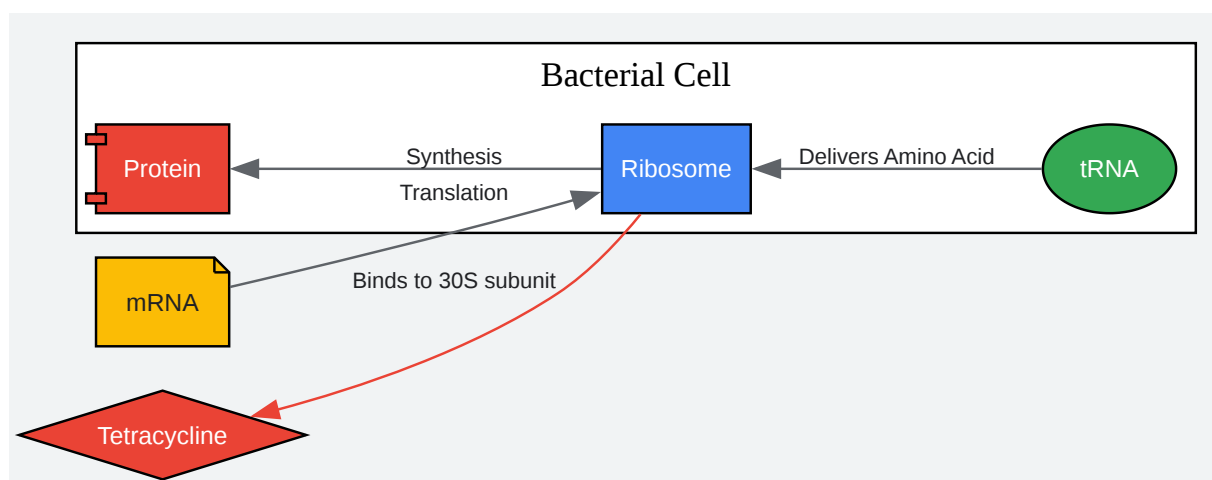 Bacterial Cell
Protein
Synthesis
Ribosome
Delivers Amino Acid
tRNA
Translation
mRNA
Binds to 30S subunit
Tetracycline